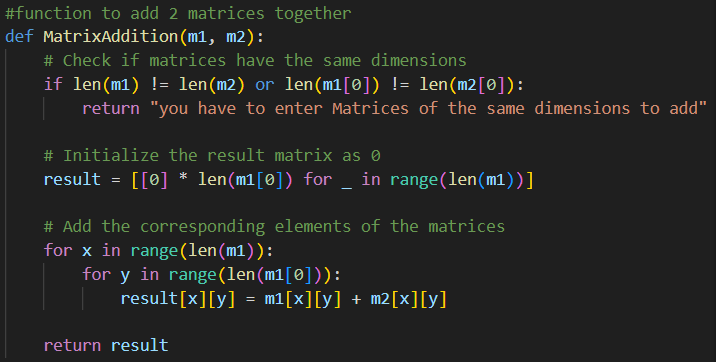 #function to add 2 matrices together
def MatrixAddition(m1, m2):
    # Check if matrices have the same dimensions
    if len(m1) != len(m2) or len(m1[0]) != len(m2[0]):
        return "you have to enter Matrices of the same dimensions to add"

    # Initialize the result matrix as 0
    result = [[0] * len(m1[0]) for _ in range(len(m1))]

    # Add the corresponding elements of the matrices
    for x in range(len(m1)):
        for y in range(len(m1[0])):
            result[x][y] = m1[x][y] + m2[x][y]

    return result